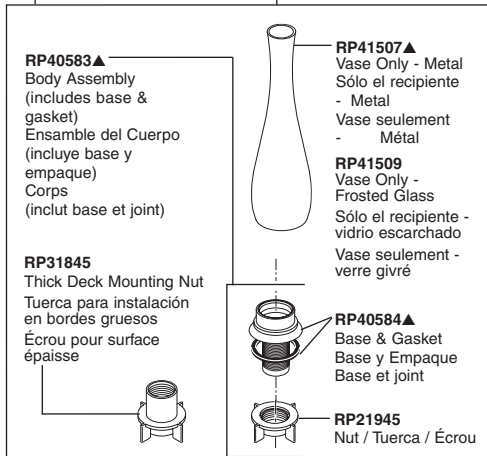 RP40583▲
Body Assembly
(includes base &
gasket)
Ensamble del Cuerpo
(incluye base y
empaque)
Corps
(inclut base et joint)
RP31845
Thick Deck Mounting Nut
Tuerca para instalación
en bordes gruesos
Écrou pour surface
épaisse
RP41507▲
Vase Only - Metal
Sólo el recipiente
- Metal
Vase seulement
- Métal
RP41509
Vase Only -
Frosted Glass
Sólo el recipiente -
vidrio escarchado
Vase seulement -
verre givré
RP40584▲
Base & Gasket
Base y Empaque
Base et joint
RP21945
Nut / Tuerca / Écrou